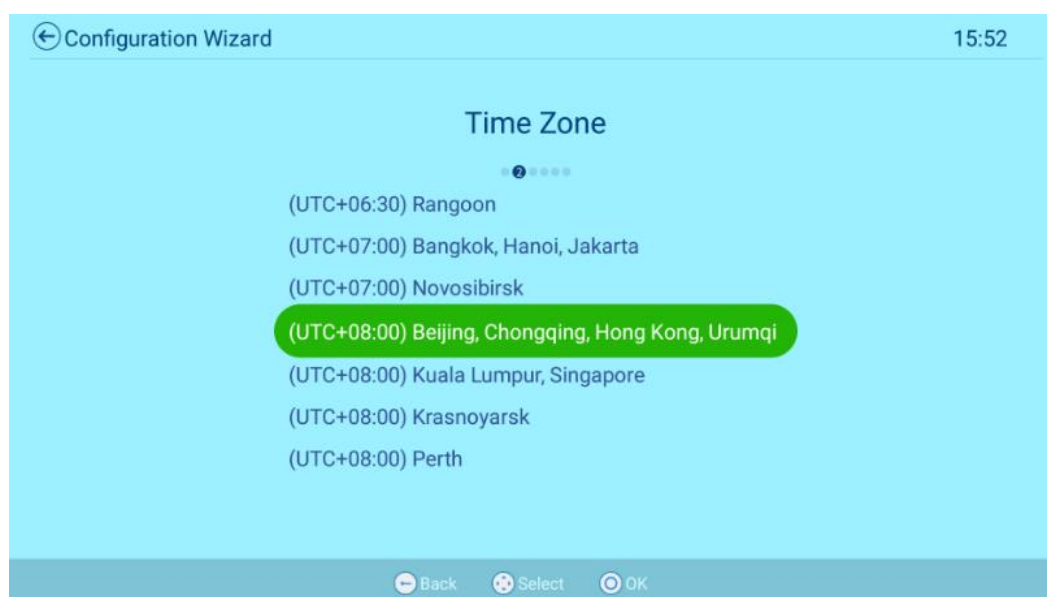 Configuration Wizard
15:52
Time Zone
2
(UTC+06:30) Rangoon
(UTC+07:00) Bangkok, Hanoi, Jakarta
(UTC+07:00) Novosibirsk
(UTC+08:00) Beijing, Chongqing, Hong Kong, Urumqi
(UTC+08:00) Kuala Lumpur, Singapore
(UTC+08:00) Krasnoyarsk
(UTC+08:00) Perth
Back Select OK